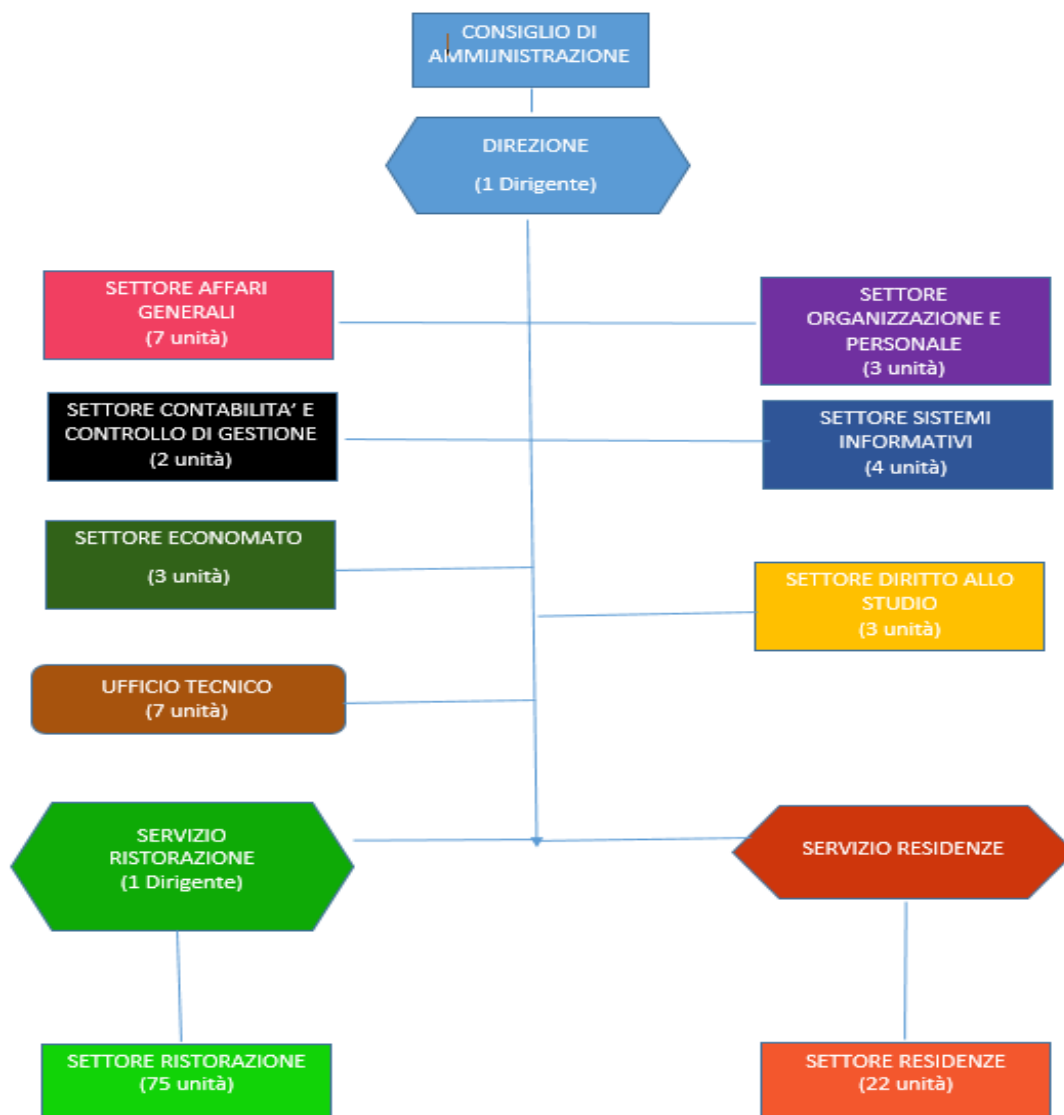 CONSIGLIO DI
AMMIJNISTRAZIONE
DIREZIONE
(1 Dirigente)
SETTORE AFFARI
GENERALI
(7 unità)
SETTORE
ORGANIZZAZIONE E
PERSONALE
(3 unità)
SETTORE CONTABILITA’ E
CONTROLLO DI GESTIONE
(2 unità)
SETTORE SISTEMI
INFORMATIVI
(4 unità)
SETTORE ECONOMATO
(3 unità)
SETTORE DIRITTO ALLO
STUDIO
(3 unità)
UFFICIO TECNICO
(7 unità)
SERVIZIO
RISTORAZIONE
(1 Dirigente)
SERVIZIO RESIDENZE
SETTORE RISTORAZIONE
(75 unità)
SETTORE RESIDENZE
(22 unità)